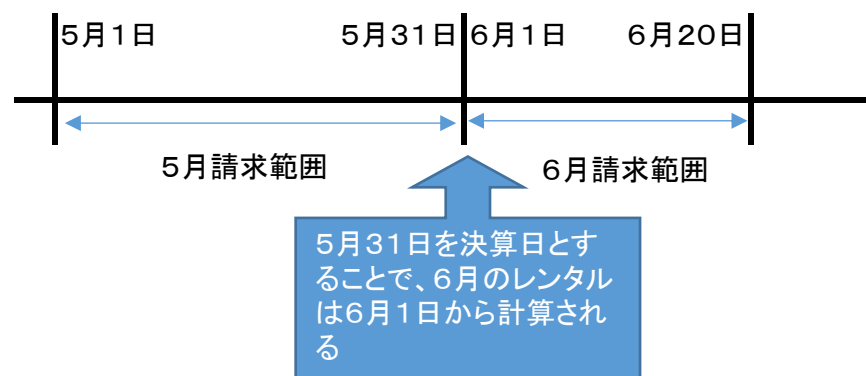 5月1日 5月31日 6月1日 6月20日
5月請求範囲 6月請求範囲
5月31日を決算日とす
ることで、6月のレンタル
は6月1日から計算され
る